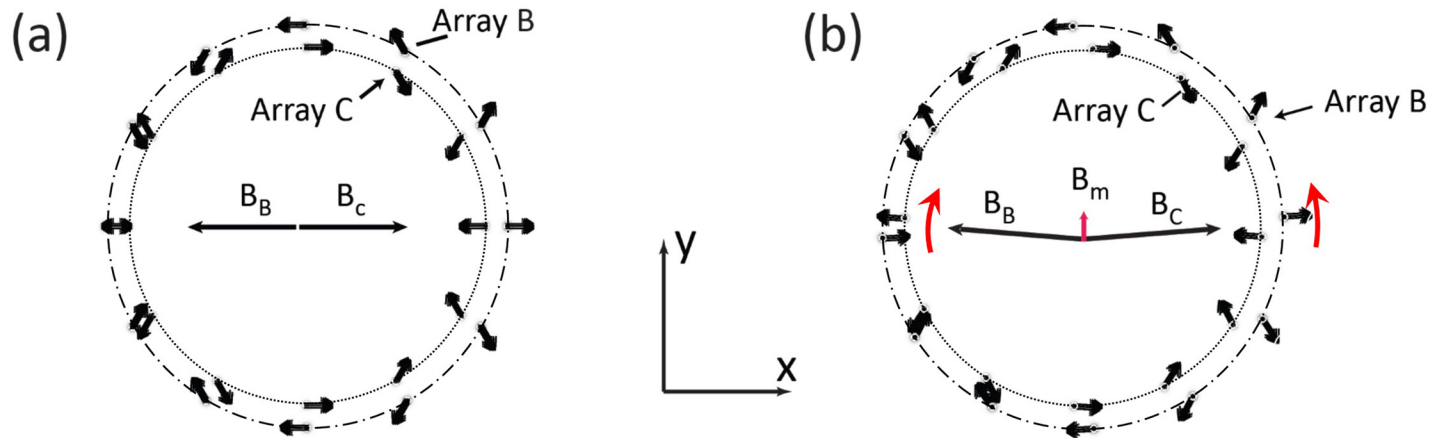 (a)
Array B
Array C
B_B
B_c
y
x
(b)
Array B
Array C
B_m
B_B
B_C